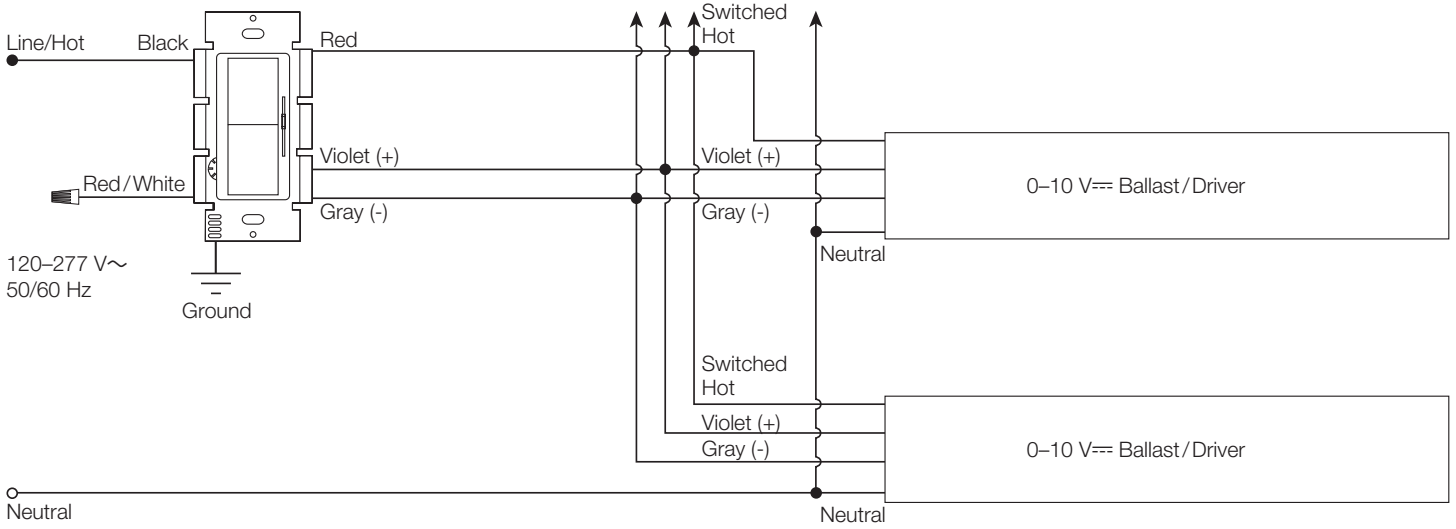 Switched
Hot
Line/Hot
Black
Red
Violet (+)
Violet (+)
0–10 V⎓ Ballast/Driver
Red/White
Gray (-)
Gray (-)
Neutral
120–277 V～
50/60 Hz
Ground
Switched
Hot
Violet (+)
Gray (-)
0–10 V⎓ Ballast/Driver
Neutral
Neutral